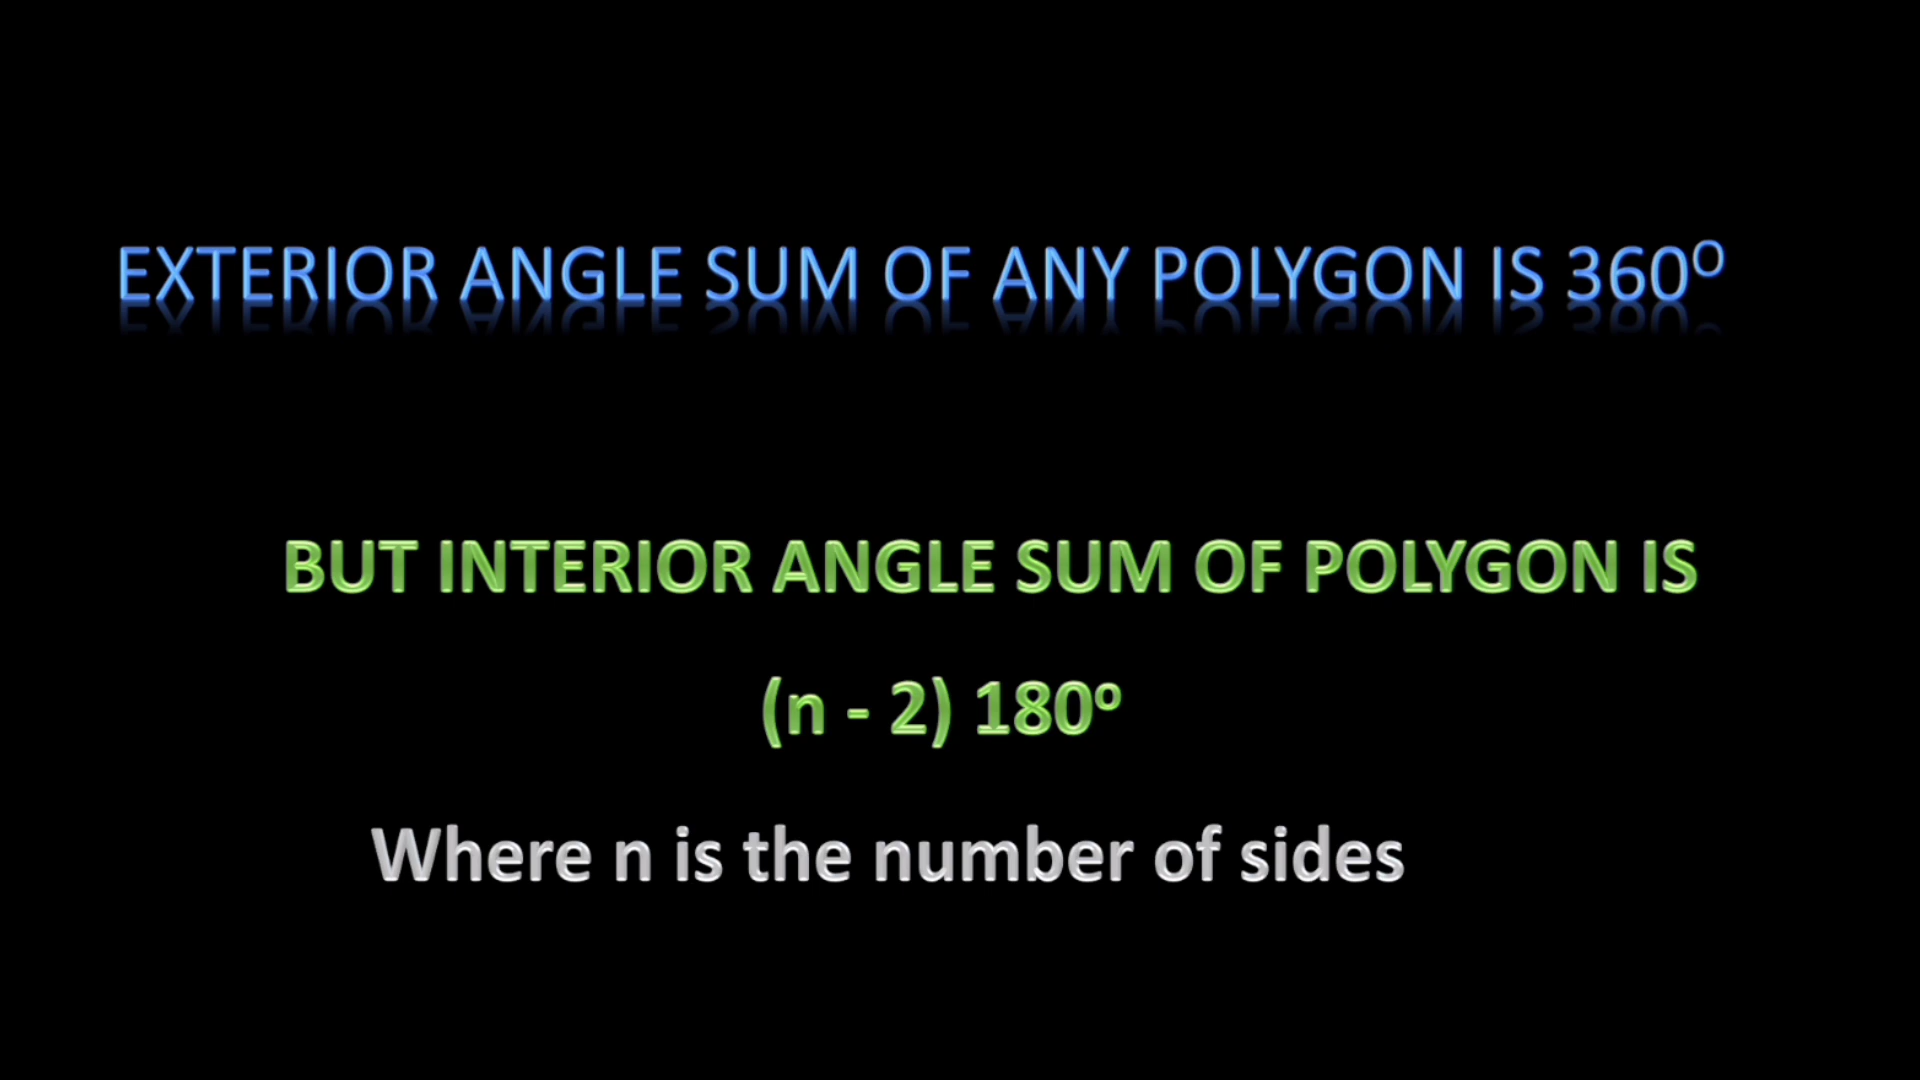 EXTERIOR ANGLE SUM OF ANY POLYGON IS 360⁰
BUT INTERIOR ANGLE SUM OF POLYGON IS
(n - 2) 180º
Where n is the number of sides